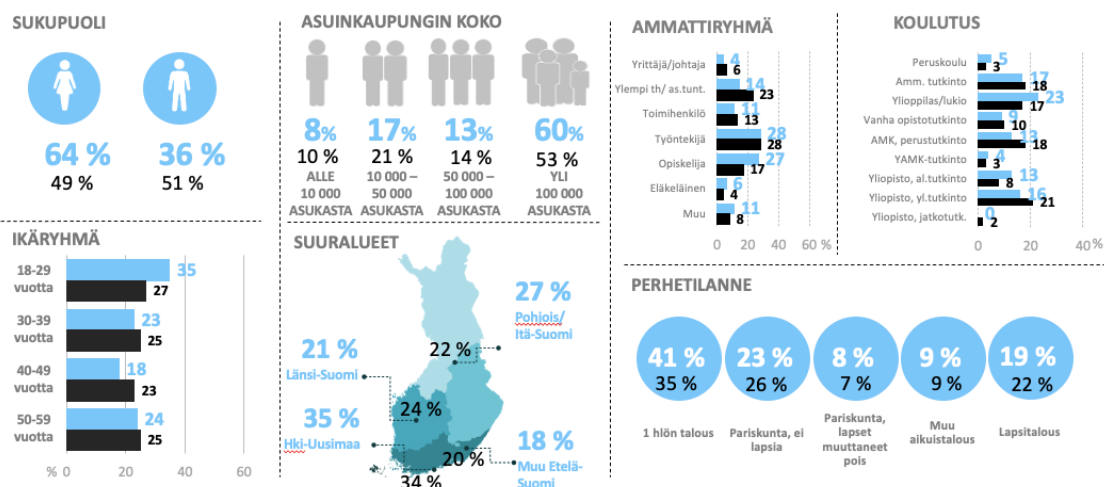 SUKUPUOLI
64 %
36 %
49 %
51 %
ASUINKAUPUNGIN KOKO
8%
17%
13%
60%
10 %
21 %
14 %
53 %
ALLE
10 000
ASUKASTA
10 000 –
50 000
ASUKASTA
50 000 –
100 000
ASUKASTA
YLI
100 000
ASUKASTA
AMMATTIRYHMÄ
Yrittäjä/johtaja
4
6
Ylempi th/ as.tunt.
14
23
Toimihenkilö
11
13
Työntekijä
28
28
Opiskelija
27
17
Eläkeläinen
6
4
Muu
11
8
0 20 40 60 %
KOULUTUS
Peruskoulu
5
3
Amm. tutkinto
17
18
Ylioppilas/lukio
23
17
Vanha opistotutkinto
9
10
AMK, perustutkinto
13
18
YAMK-tutkinto
4
3
Yliopisto, al.tutkinto
13
8
Yliopisto, yl.tutkinto
16
21
Yliopisto, jatkotutk.
0
2
0 20 40 %
IKÄRYHMÄ
18-29
vuotta
35
27
30-39
vuotta
23
25
40-49
vuotta
18
23
50-59
vuotta
24
25
% 0 20 40 60
SUURALUEET
27 %
Pohjois/
Itä-Suomi
22 %
21 %
Länsi-Suomi
24 %
35 %
Hki-Uusimaa
34 %
18 %
Muu Etelä-
Suomi
20 %
PERHETILANNE
41 %
35 %
23 %
26 %
8 %
7 %
9 %
9 %
19 %
22 %
1 hlön talous
Pariskunta, ei
lapsia
Pariskunta,
lapset
muuttaneet
pois
Muu
aikuistalous
Lapsitalous